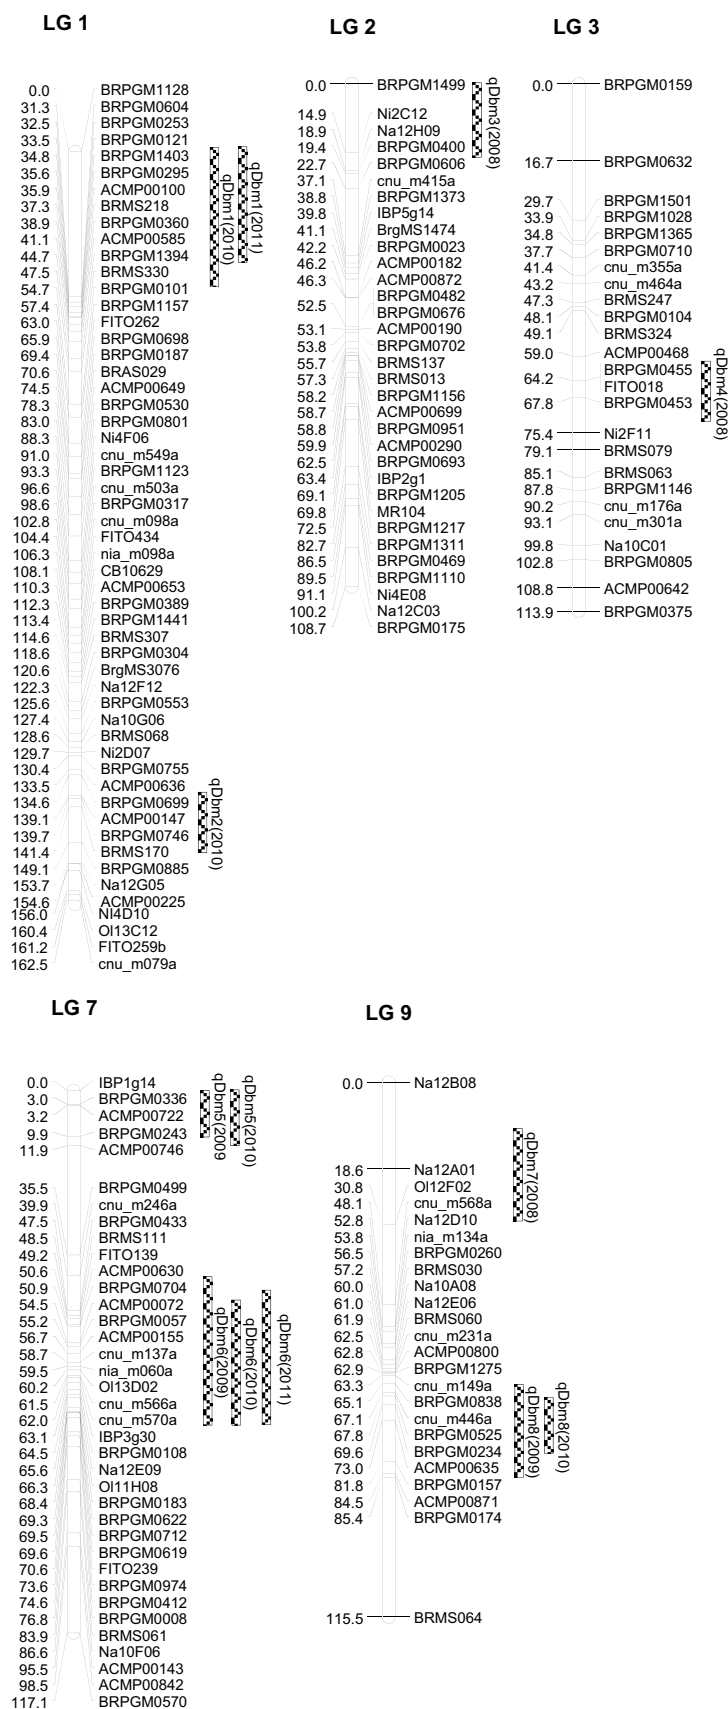 LG 1
0.0 BRPGM1128
31.3 BRPGM0604
32.5 BRPGM0253
33.5 BRPGM0121
34.8 BRPGM1403
35.6 BRPGM0295
35.9 ACMP00100
37.3 BRMS218
38.9 BRPGM0360
41.1 ACMP00585
44.7 BRPGM1394
47.5 BRMS330
54.7 BRPGM0101
57.4 BRPGM1157
63.0 FITO262
65.9 BRPGM0698
69.4 BRPGM0187
70.6 BRAS029
74.5 ACMP00649
78.3 BRPGM0530
83.0 BRPGM0801
88.3 Ni4F06
91.0 cnu_m549a
93.3 BRPGM1123
96.6 cnu_m503a
98.6 BRPGM0317
102.8 cnu_m098a
104.4 FITO434
106.3 nia_m098a
108.1 CB10629
110.3 ACMP00653
112.3 BRPGM0389
113.4 BRPGM1441
114.6 BRMS307
118.6 BRPGM0304
120.6 BrgMS3076
122.3 Na12F12
125.6 BRPGM0553
127.4 Na10G06
128.6 BRMS068
129.7 Ni2D07
130.4 BRPGM0755
133.5 ACMP00636
134.6 BRPGM0699
139.1 ACMP00147
139.7 BRPGM0746
141.4 BRMS170
149.1 BRPGM0885
153.7 Na12G05
154.6 ACMP00225
156.0 NI4D10
160.4 Ol13C12
161.2 FITO259b
162.5 cnu_m079a
qDbm1(2010)
qDbm1(2011)
qDbm2(2010)
LG 2
0.0 BRPGM1499
14.9 Ni2C12
18.9 Na12H09
19.4 BRPGM0400
22.7 BRPGM0606
37.1 cnu_m415a
38.8 BRPGM1373
39.8 IBP5g14
41.1 BrgMS1474
42.2 BRPGM0023
46.2 ACMP00182
46.3 ACMP00872
BRPGM0482
52.5
BRPGM0676
53.1 ACMP00190
53.8 BRPGM0702
55.7 BRMS137
57.3 BRMS013
58.2 BRPGM1156
58.7 ACMP00699
58.8 BRPGM0951
59.9 ACMP00290
62.5 BRPGM0693
63.4 IBP2g1
69.1 BRPGM1205
69.8 MR104
72.5 BRPGM1217
82.7 BRPGM1311
86.5 BRPGM0469
89.5 BRPGM1110
91.1 Ni4E08
100.2 Na12C03
108.7 BRPGM0175
qDbm3(2008)
LG 3
0.0 BRPGM0159
16.7 BRPGM0632
29.7 BRPGM1501
33.9 BRPGM1028
34.8 BRPGM1365
37.7 BRPGM0710
41.4 cnu_m355a
43.2 cnu_m464a
47.3 BRMS247
48.1 BRPGM0104
49.1 BRMS324
59.0 ACMP00468
BRPGM0455
64.2
FITO018
67.8 BRPGM0453
75.4 Ni2F11
79.1 BRMS079
85.1 BRMS063
87.8 BRPGM1146
90.2 cnu_m176a
93.1 cnu_m301a
99.8 Na10C01
102.8 BRPGM0805
108.8 ACMP00642
113.9 BRPGM0375
qDbm4(2008)
LG 7
0.0 IBP1g14
3.0 BRPGM0336
3.2 ACMP00722
9.9 BRPGM0243
11.9 ACMP00746
35.5 BRPGM0499
39.9 cnu_m246a
47.5 BRPGM0433
48.5 BRMS111
49.2 FITO139
50.6 ACMP00630
50.9 BRPGM0704
54.5 ACMP00072
55.2 BRPGM0057
56.7 ACMP00155
58.7 cnu_m137a
59.5 nia_m060a
60.2 Ol13D02
61.5 cnu_m566a
62.0 cnu_m570a
63.1 IBP3g30
64.5 BRPGM0108
65.6 Na12E09
66.3 Ol11H08
68.4 BRPGM0183
69.3 BRPGM0622
69.5 BRPGM0712
69.6 BRPGM0619
70.6 FITO239
73.6 BRPGM0974
74.6 BRPGM0412
76.8 BRPGM0008
83.9 BRMS061
86.6 Na10F06
95.5 ACMP00143
98.5 ACMP00842
117.1 BRPGM0570
qDbm5(2009
qDbm5(2010)
qDbm6(2009)
qDbm6(2010)
qDbm6(2011)
LG 9
0.0 Na12B08
18.6 Na12A01
30.8 Ol12F02
48.1 cnu_m568a
52.8 Na12D10
53.8 nia_m134a
56.5 BRPGM0260
57.2 BRMS030
60.0 Na10A08
61.0 Na12E06
61.9 BRMS060
62.5 cnu_m231a
62.8 ACMP00800
62.9 BRPGM1275
63.3 cnu_m149a
65.1 BRPGM0838
67.1 cnu_m446a
67.8 BRPGM0525
69.6 BRPGM0234
73.0 ACMP00635
81.8 BRPGM0157
84.5 ACMP00871
85.4 BRPGM0174
115.5 BRMS064
qDbm7(2008)
qDbm8(2009)
qDbm8(2010)